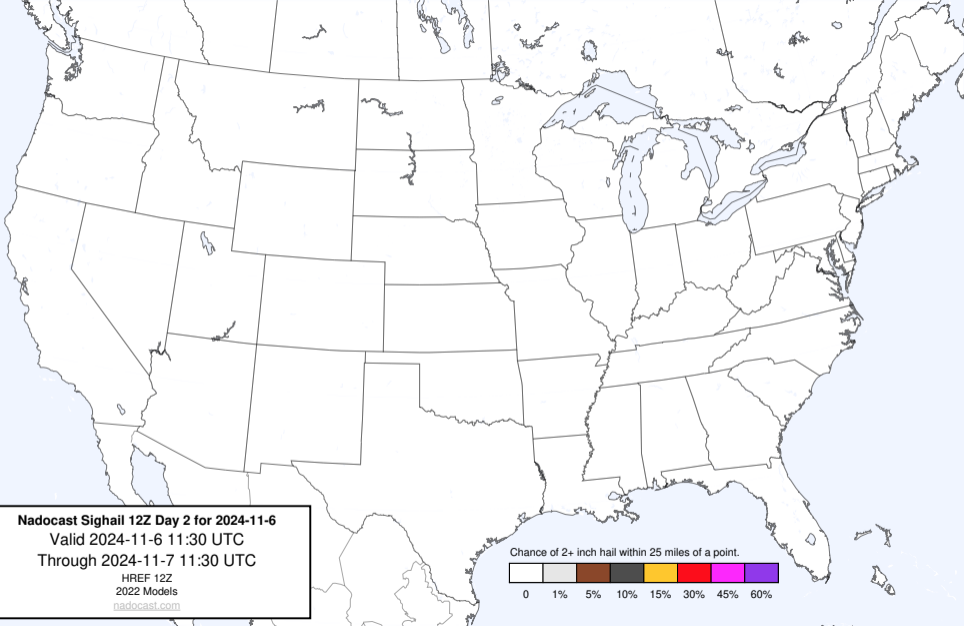 Nadocast Sighail 12Z Day 2 for 2024-11-6
Valid 2024-11-6 11:30 UTC
Through 2024-11-7 11:30 UTC
HREF 12Z
2022 Models
nadocast.com
Chance of 2+ inch hail within 25 miles of a point.
0 1% 5% 10% 15% 30% 45% 60%